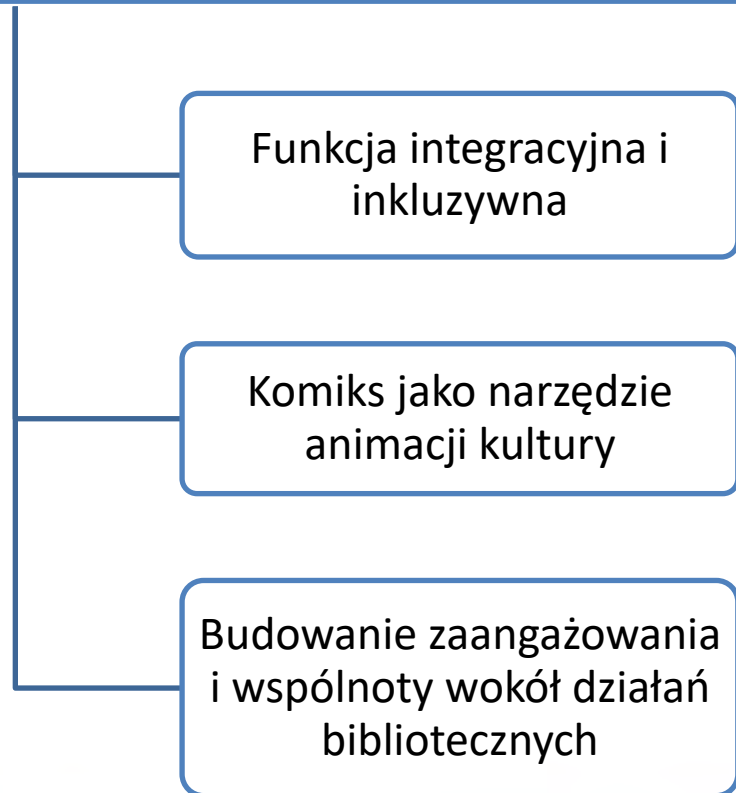 Funkcja integracyjna i
inkluzywna
Komiks jako narzędzie
animacji kultury
Budowanie zaangażowania
i wspólnoty wokół działań
bibliotecznych